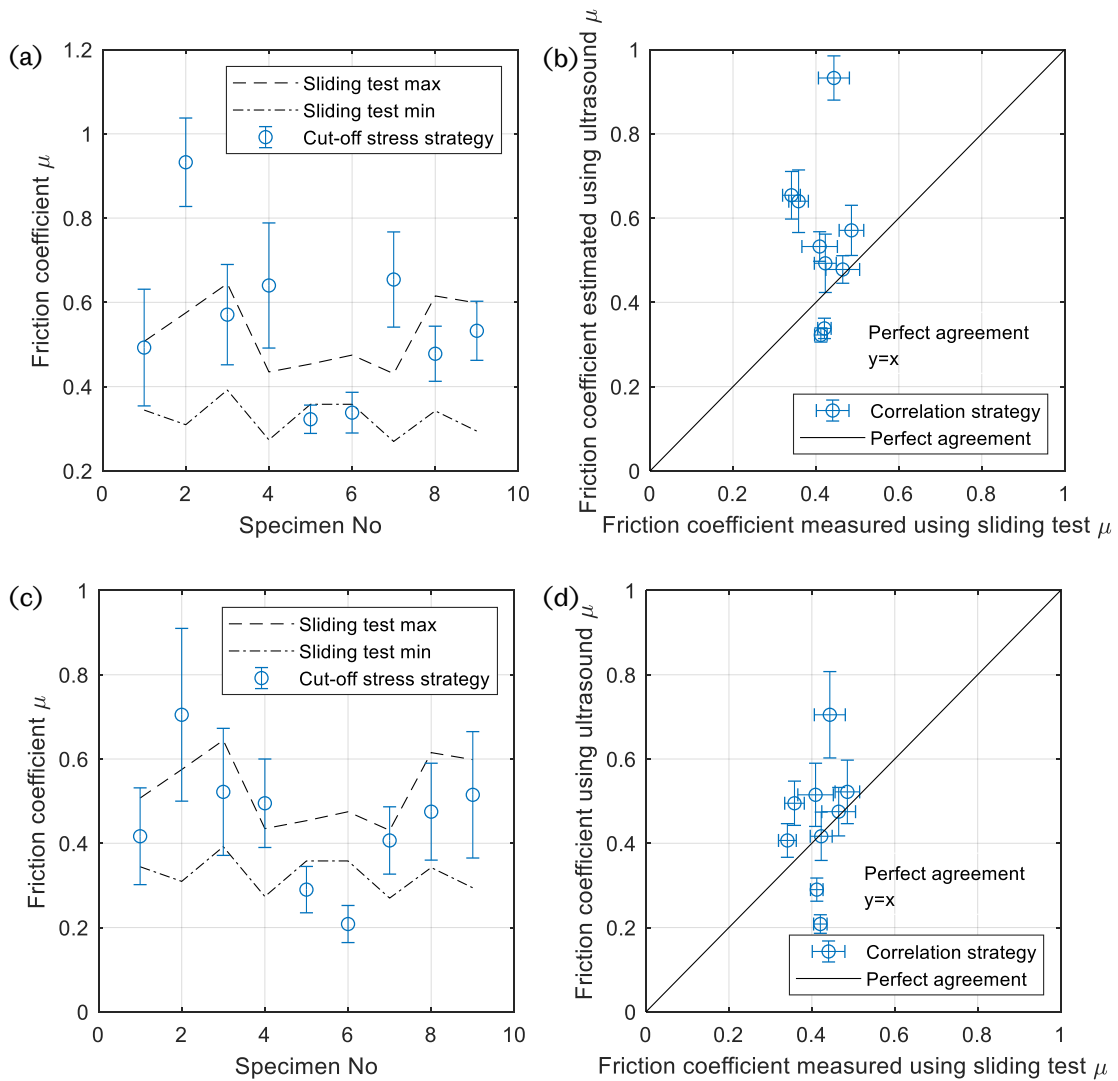 (a)
1.2
1
0.8
0.6
0.4
0.2
0 2 4 6 8 10
Friction coefficient μ
Specimen No
Sliding test max
Sliding test min
Cut-off stress strategy
(b)
1
0.8
0.6
0.4
0.2
0
0 0.2 0.4 0.6 0.8 1
Friction coefficient estimated using ultrasound μ
Friction coefficient measured using sliding test μ
Perfect agreement
y=x
Correlation strategy
Perfect agreement
(c)
1
0.8
0.6
0.4
0.2
0
0 2 4 6 8 10
Friction coefficient μ
Specimen No
Sliding test max
Sliding test min
Cut-off stress strategy
(d)
1
0.8
0.6
0.4
0.2
0
0 0.2 0.4 0.6 0.8 1
Friction coefficient using ultrasound μ
Friction coefficient measured using sliding test μ
Perfect agreement
y=x
Correlation strategy
Perfect agreement